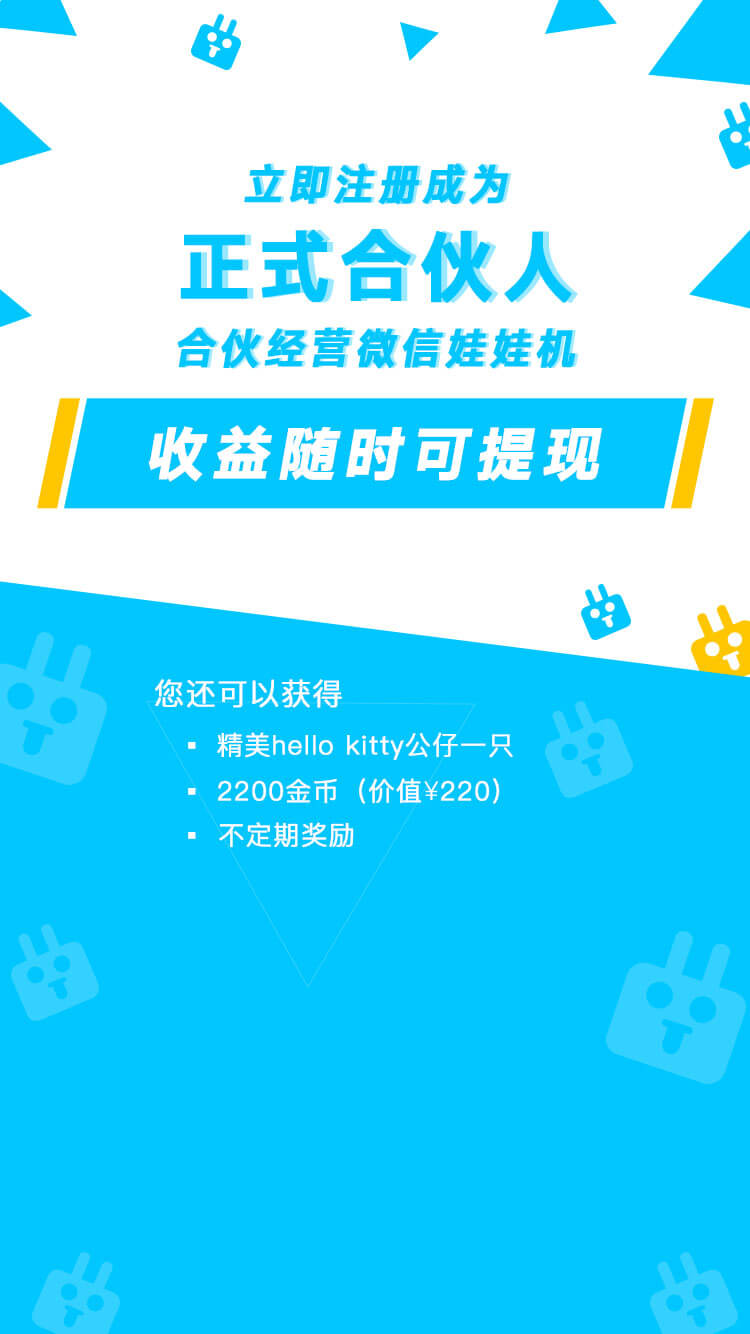 立即注册成为
正式合伙人
合伙经营微信娃娃机
收益随时可提现
您还可以获得
▪ 精美hello kitty公仔一只
▪ 2200金币（价值¥220）
▪ 不定期奖励